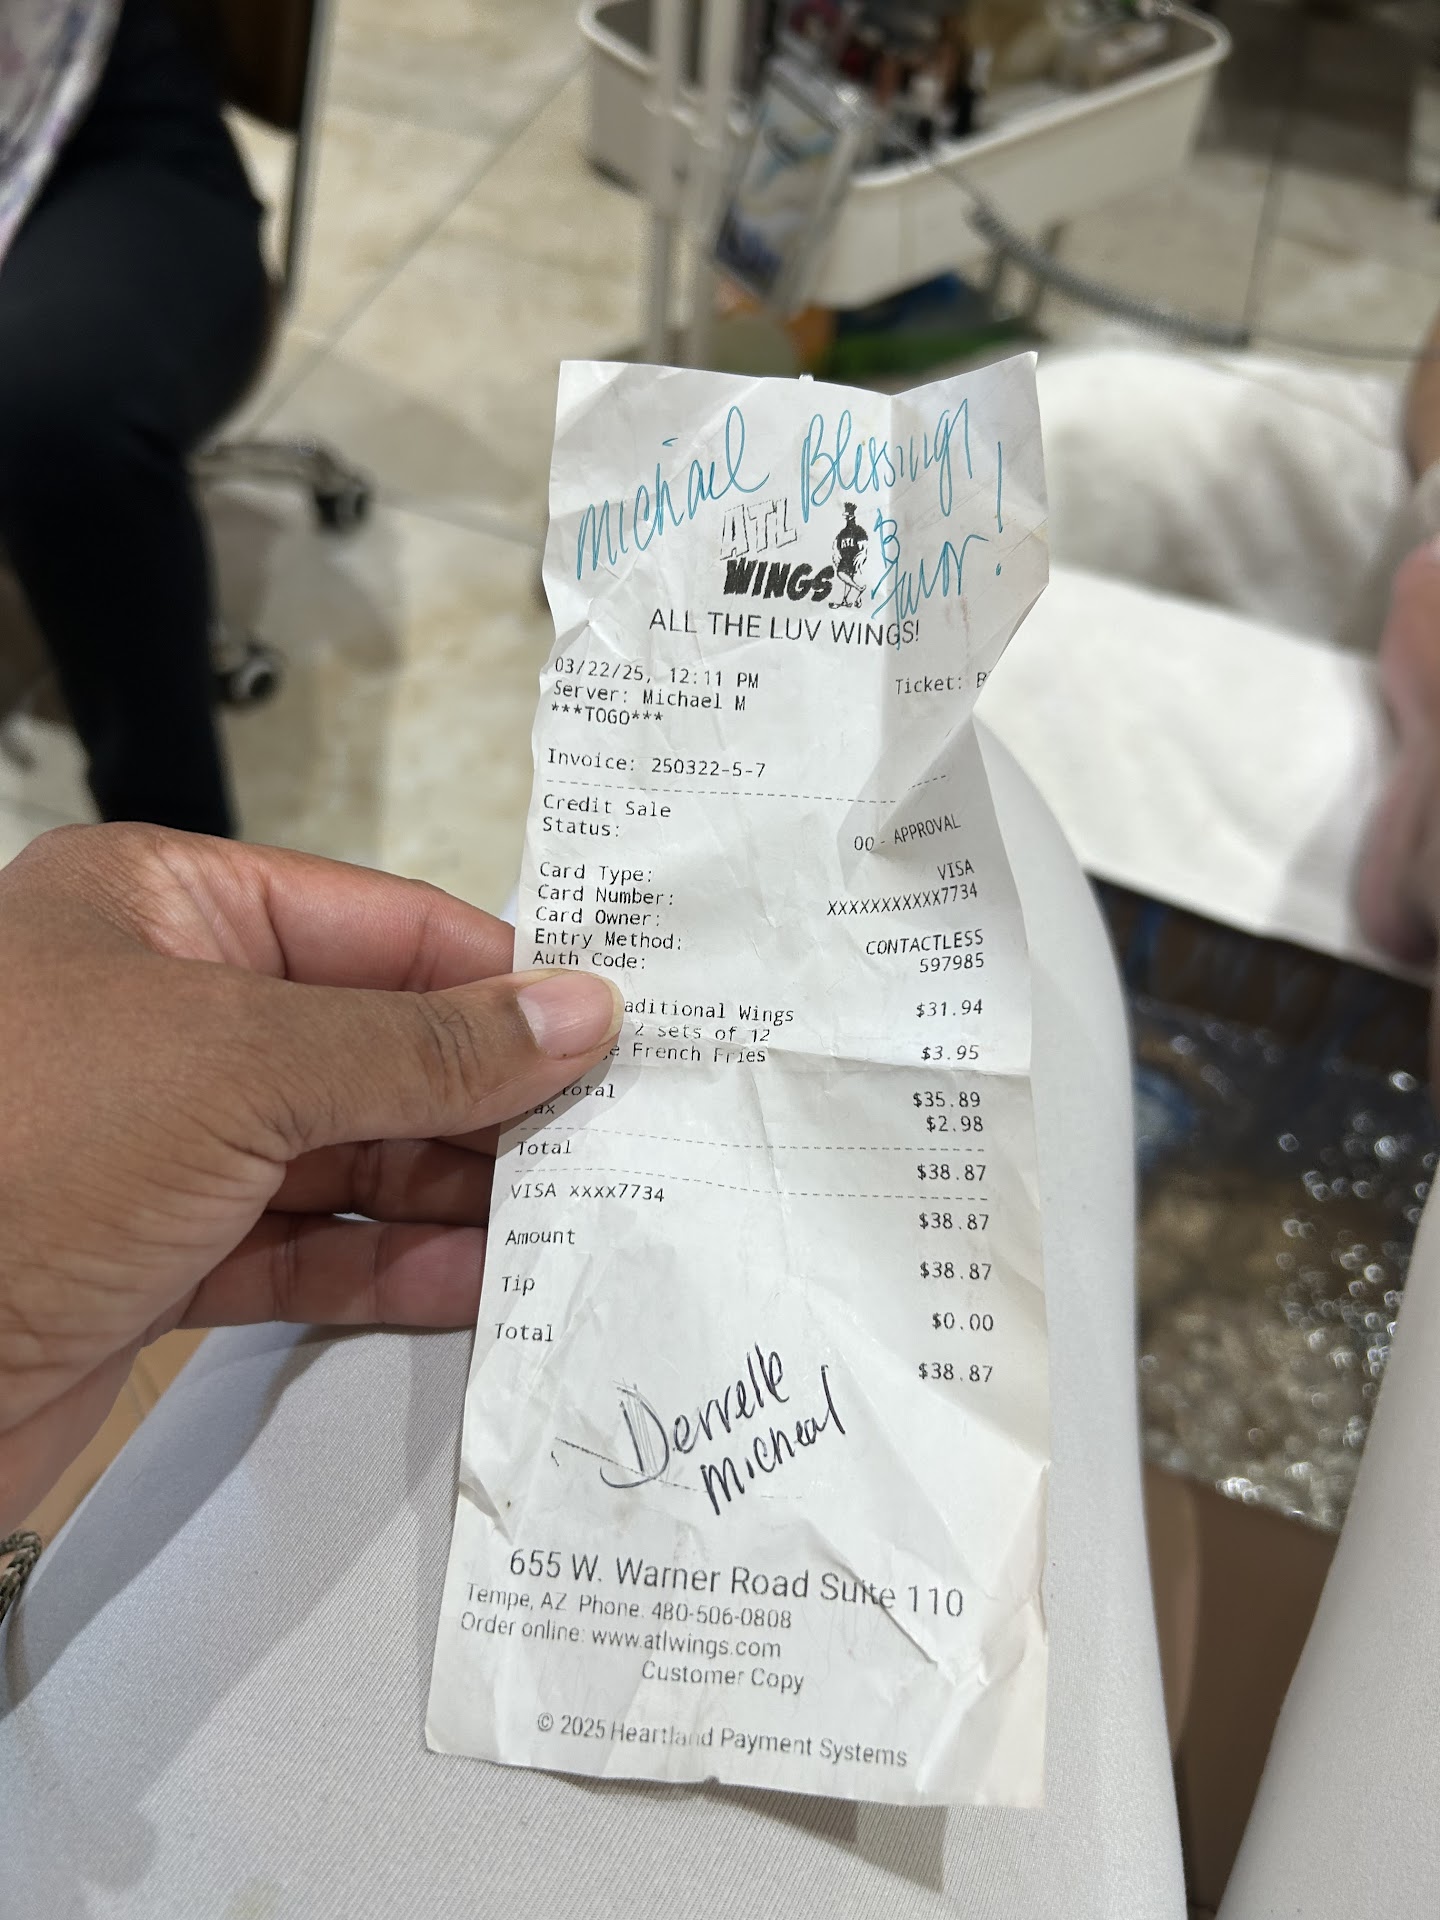 Michael Blessings
& Favor!
ATL
WINGS
ATL
ALL THE LUV WINGS!
03/22/25, 12:11 PM
Ticket:
Server: Michael M
***TOGO***
Invoice: 250322-5-7
Credit Sale
Status: 00 - APPROVAL
Card Type: VISA
Card Number: XXXXXXXXXXX7734
Card Owner:
Entry Method: CONTACTLESS
Auth Code: 597985
aditional Wings $31.94
2 sets of 12
e French Fries $3.95
total $35.89
ax $2.98
Total $38.87
VISA xxxx7734 $38.87
Amount $38.87
Tip $0.00
Total $38.87
Derrelle
Micheal
655 W. Warner Road Suite 110
Tempe, AZ Phone: 480-506-0808
Order online: www.atlwings.com
Customer Copy
© 2025 Heartland Payment Systems